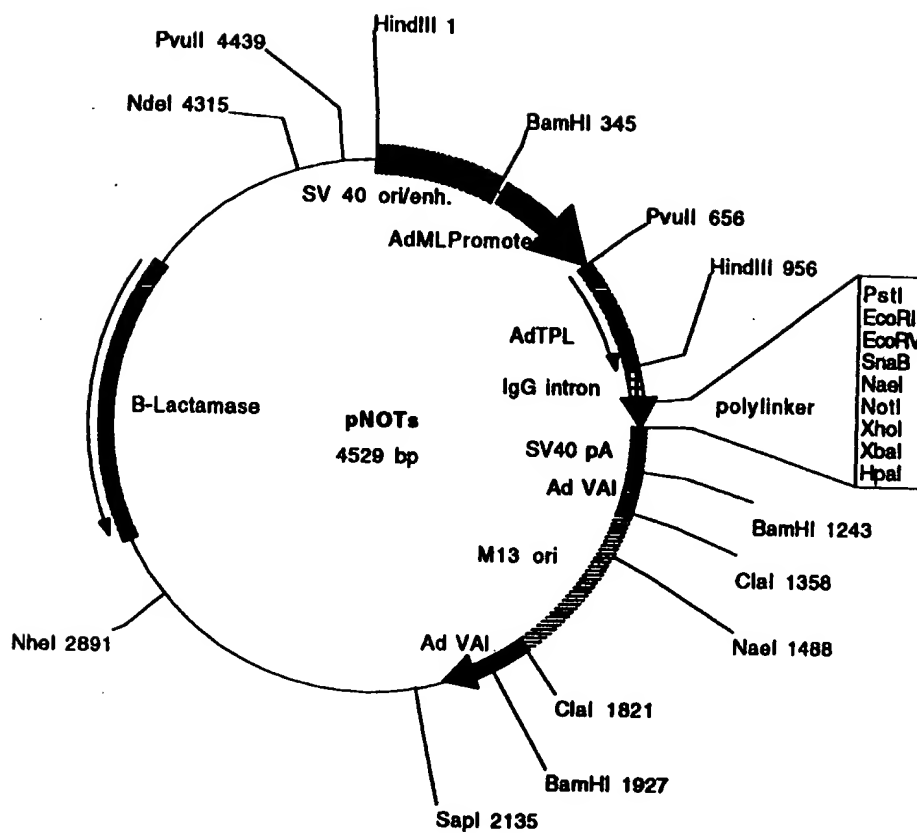 HindIII 1
PvuII 4439
NdeI 4315
BamHI 345
SV 40 ori/enh.
AdMLPromoter
PvuII 656
HindIII 956
PstI
EcoRI
EcoRV
SnaB
NaeI
NotI
XhoI
XbaI
HpaI
AdTPL
IgG intron
polylinker
B-Lactamase
pNOTs
4529 bp
SV40 pA
Ad VAI
BamHI 1243
M13 ori
ClaI 1358
NheI 2891
Ad VAI
NaeI 1488
ClaI 1821
BamHI 1927
SapI 2135